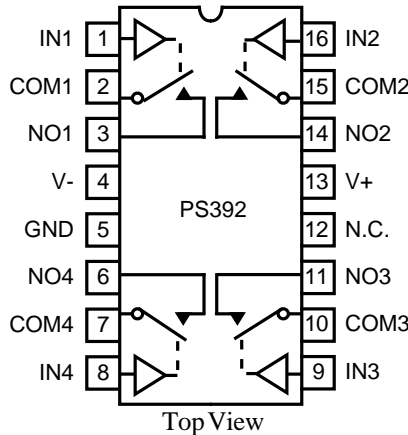 IN1 1 16 IN2
COM1 2 15 COM2
NO1 3 14 NO2
V- 4 13 V+
PS392
GND 5 12 N.C.
NO4 6 11 NO3
COM4 7 10 COM3
IN4 8 9 IN3
Top View